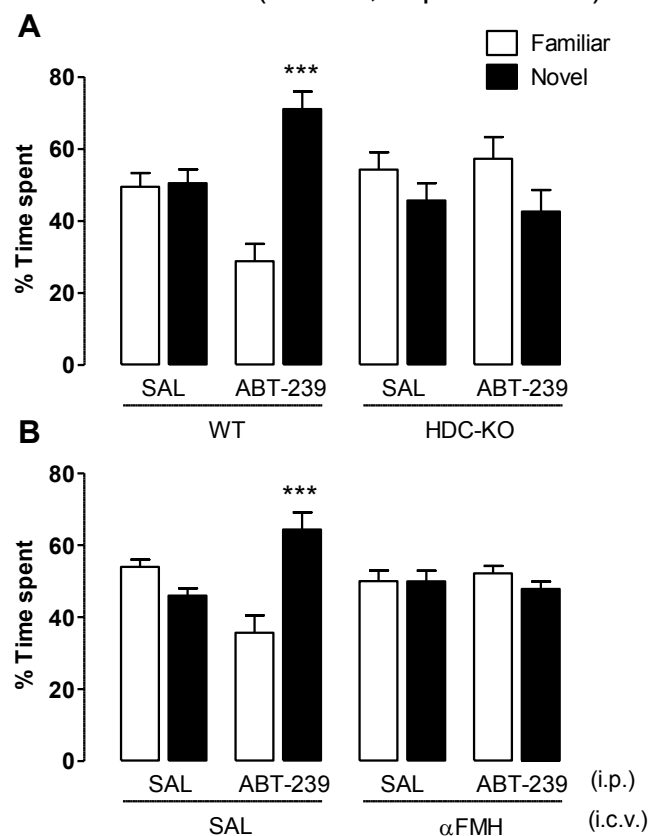 A
Familiar
Novel
***
80
60
40
20
0
% Time spent
SAL ABT-239 SAL ABT-239
WT HDC-KO
B
***
80
60
40
20
0
% Time spent
SAL ABT-239 SAL ABT-239 (i.p.)
SAL αFMH (i.c.v.)